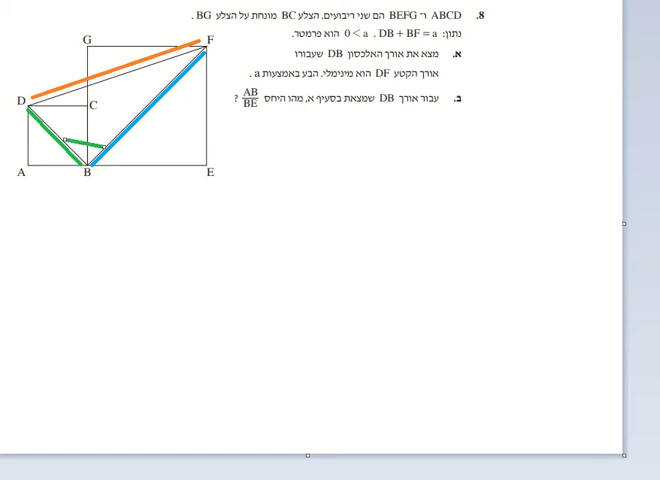 8. ABCD ו־ BEFG הם שני ריבועים. הצלע BC מונחת על הצלע BG .
נתון: DB + BF = a . 0 < a הוא פרמטר.
א. מצא את אורך האלכסון DB שעבורו
אורך הקטע DF הוא מינימלי. הבע באמצעות a .
ב. עבור אורך DB שמצאת בסעיף א, מהו היחס AB/BE ?
G F
D C
A B E